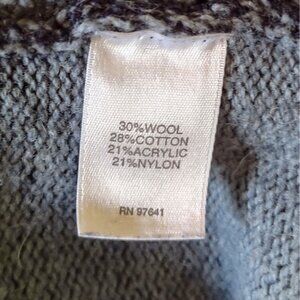 30%WOOL
28%COTTON
21%ACRYLIC
21%NYLON
RN 97641